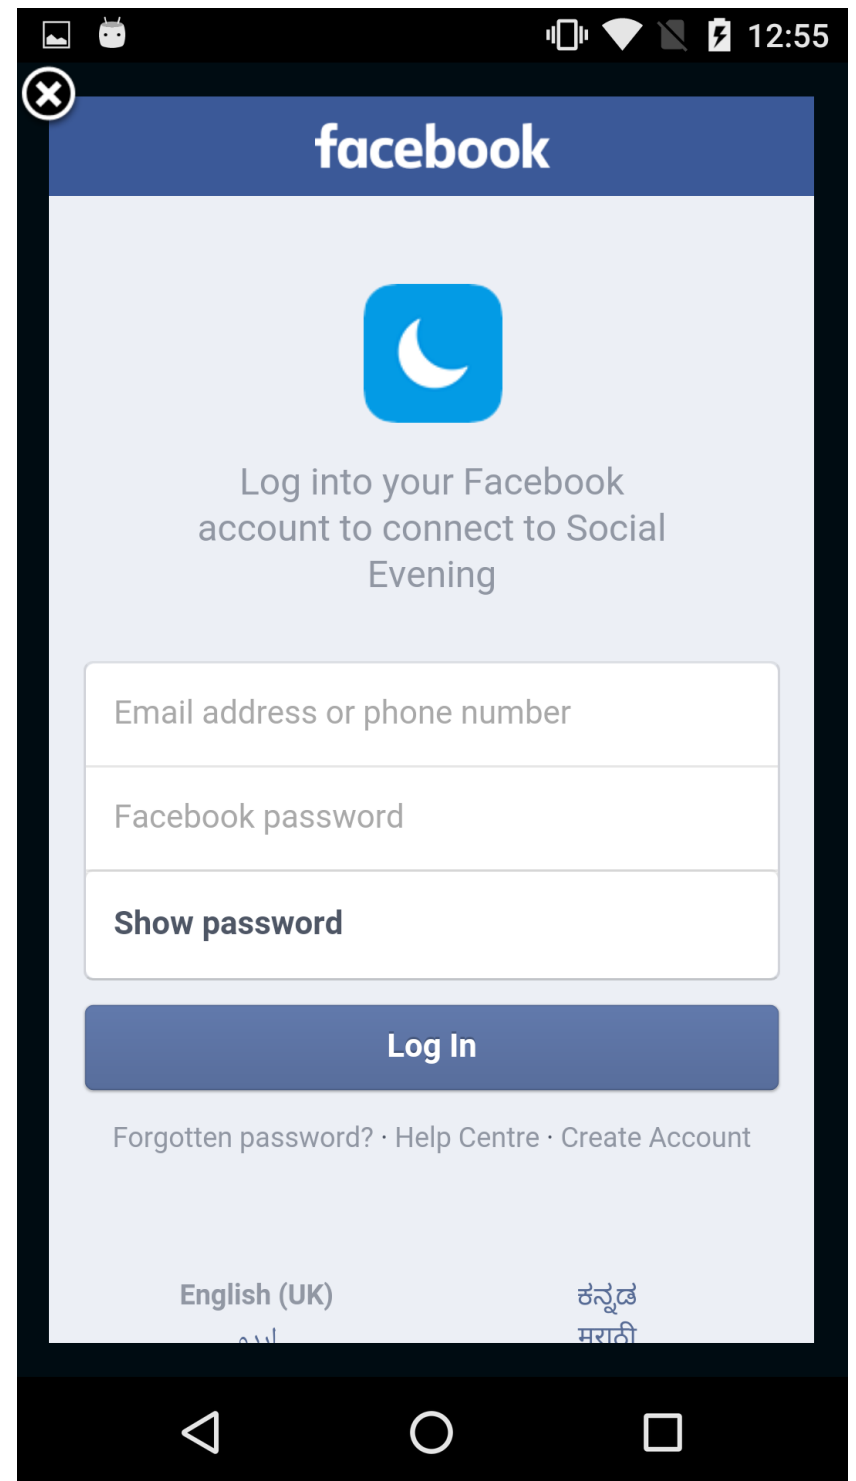 12:55
facebook
Log into your Facebook
account to connect to Social
Evening
Email address or phone number
Facebook password
Show password
Log In
Forgotten password? · Help Centre · Create Account
English (UK)
ಕನ್ನಡ
मराठी